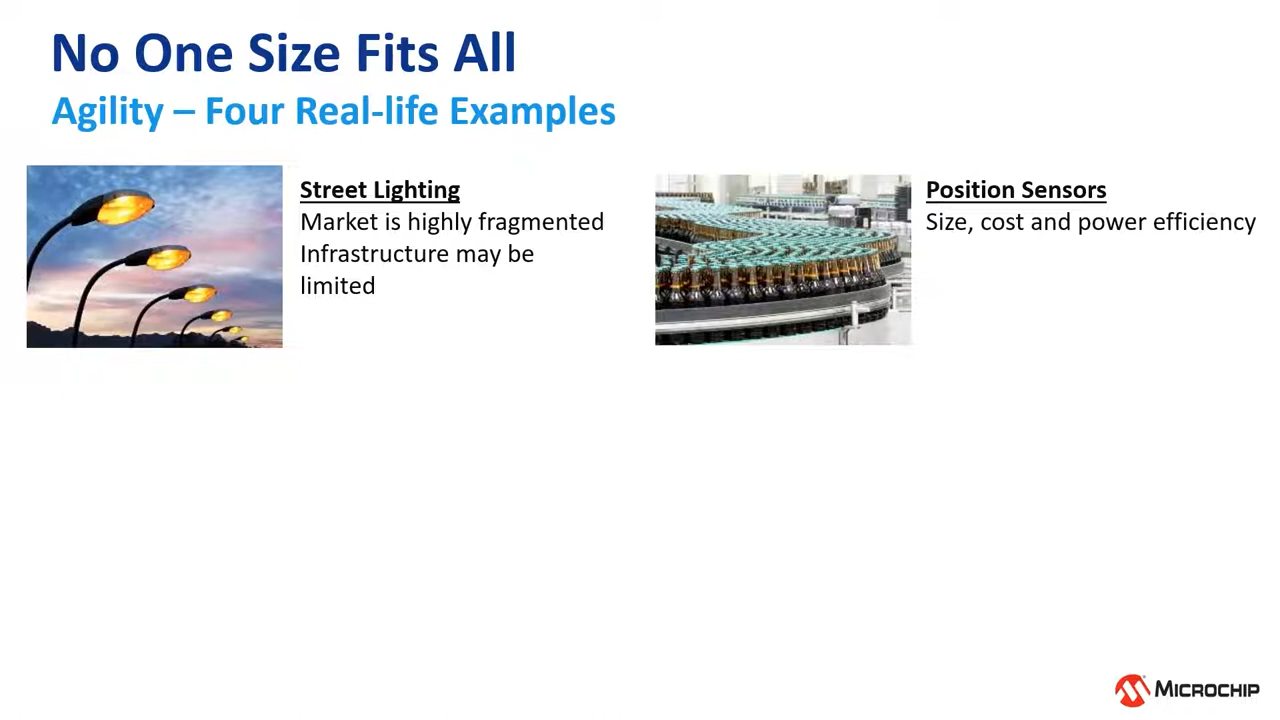 No One Size Fits All
Agility – Four Real-life Examples
Street Lighting
Market is highly fragmented
Infrastructure may be
limited
Position Sensors
Size, cost and power efficiency
MICROCHIP